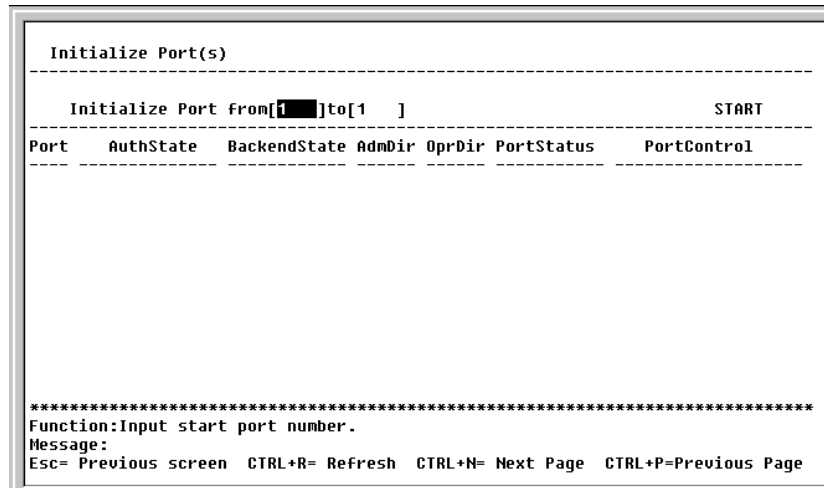 Initialize Port(s)
--------------------------------------------------------------------------------
Initialize Port from[1   ]to[1   ] START
--------------------------------------------------------------------------------
Port AuthState BackendState AdmDir OprDir PortStatus PortControl
---- -------------- ------------ ------ ------ ----------- -------------------
*******************************************************************************
Function:Input start port number.
Message:
Esc= Previous screen CTRL+R= Refresh CTRL+N= Next Page CTRL+P=Previous Page